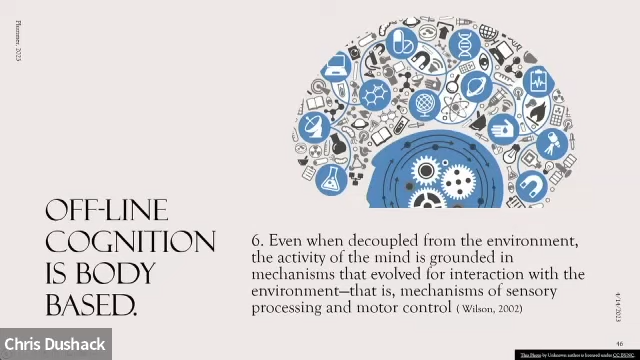 Plummer, 2023
OFF-LINE
COGNITION
IS BODY
BASED.
6. Even when decoupled from the environment,
the activity of the mind is grounded in
mechanisms that evolved for interaction with the
environment—that is, mechanisms of sensory
processing and motor control ( Wilson, 2002)
4/14/2023
46
Chris Dushack
This Photo by Unknown author is licensed under CC BY-NC.